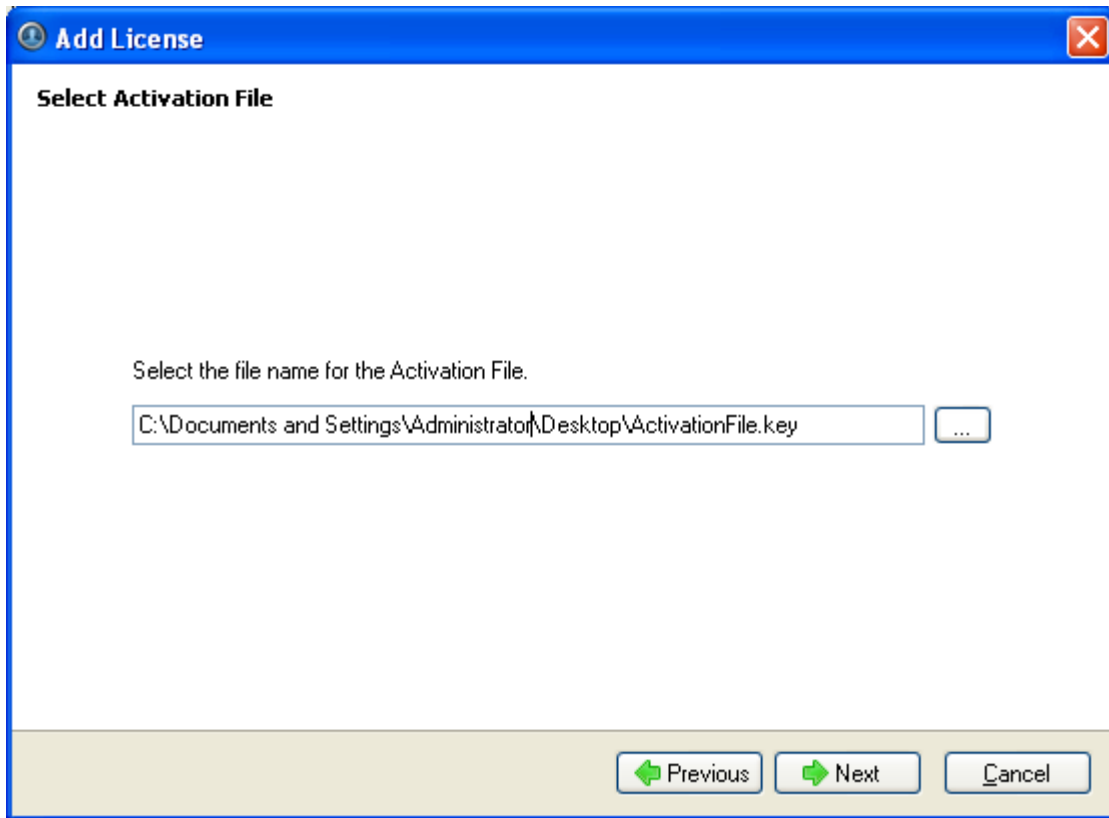 Add License
Select Activation File
Select the file name for the Activation File.
C:\Documents and Settings\Administrator\Desktop\ActivationFile.key
...
Previous
Next
Cancel